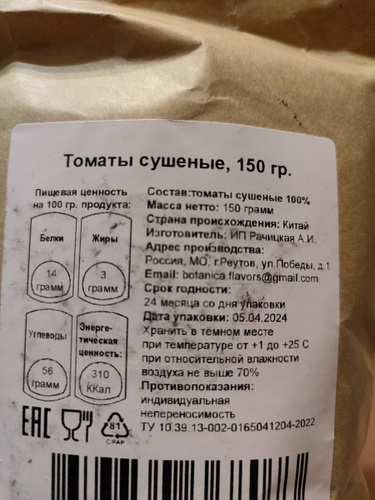 Томаты сушеные, 150 гр.
Пищевая ценность
на 100 гр. продукта:
Белки
14
грамм
Жиры
3
грамм
Углеводы
56
грамм
Энерге-
тическая
ценность:
310
ККал
Состав:томаты сушеные 100%
Масса нетто: 150 грамм
Страна происхождения: Китай
Изготовитель: ИП Рачицкая А.И.
Адрес производства:
Россия, МО, г.Реутов, ул.Победы, д.1
Email: botanica.flavors@gmail.com
Срок годности:
24 месяца со дня упаковки
Дата упаковки: 05.04.2024
Хранить в тёмном месте
при температуре от +1 до +25 С
при относительной влажности
воздуха не выше 70%
Противопоказания:
индивидуальная
непереносимость
ТУ 10.39.13-002-0165041204-2022
EAC
81
C/PAP